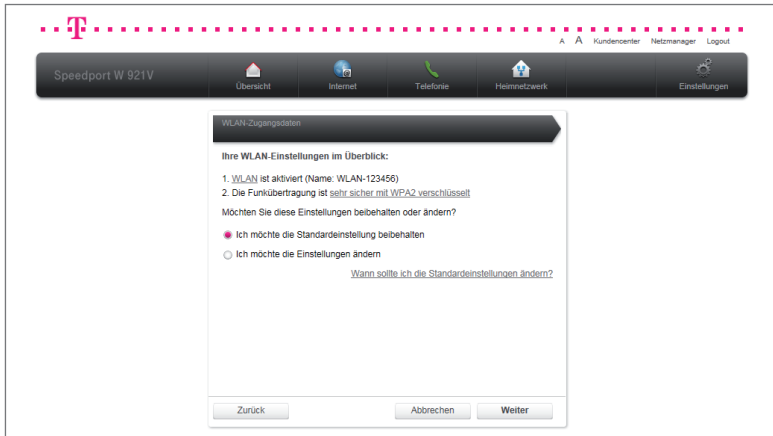 T
A A Kundencenter Netzmanager Logout
Speedport W 921V
Übersicht Internet Telefonie Heimnetzwerk Einstellungen
WLAN-Zugangsdaten
Ihre WLAN-Einstellungen im Überblick:
1. WLAN ist aktiviert (Name: WLAN-123456)
2. Die Funkübertragung ist sehr sicher mit WPA2 verschlüsselt
Möchten Sie diese Einstellungen beibehalten oder ändern?
Ich möchte die Standardeinstellung beibehalten
Ich möchte die Einstellungen ändern
Wann sollte ich die Standardeinstellungen ändern?
Zurück Abbrechen Weiter